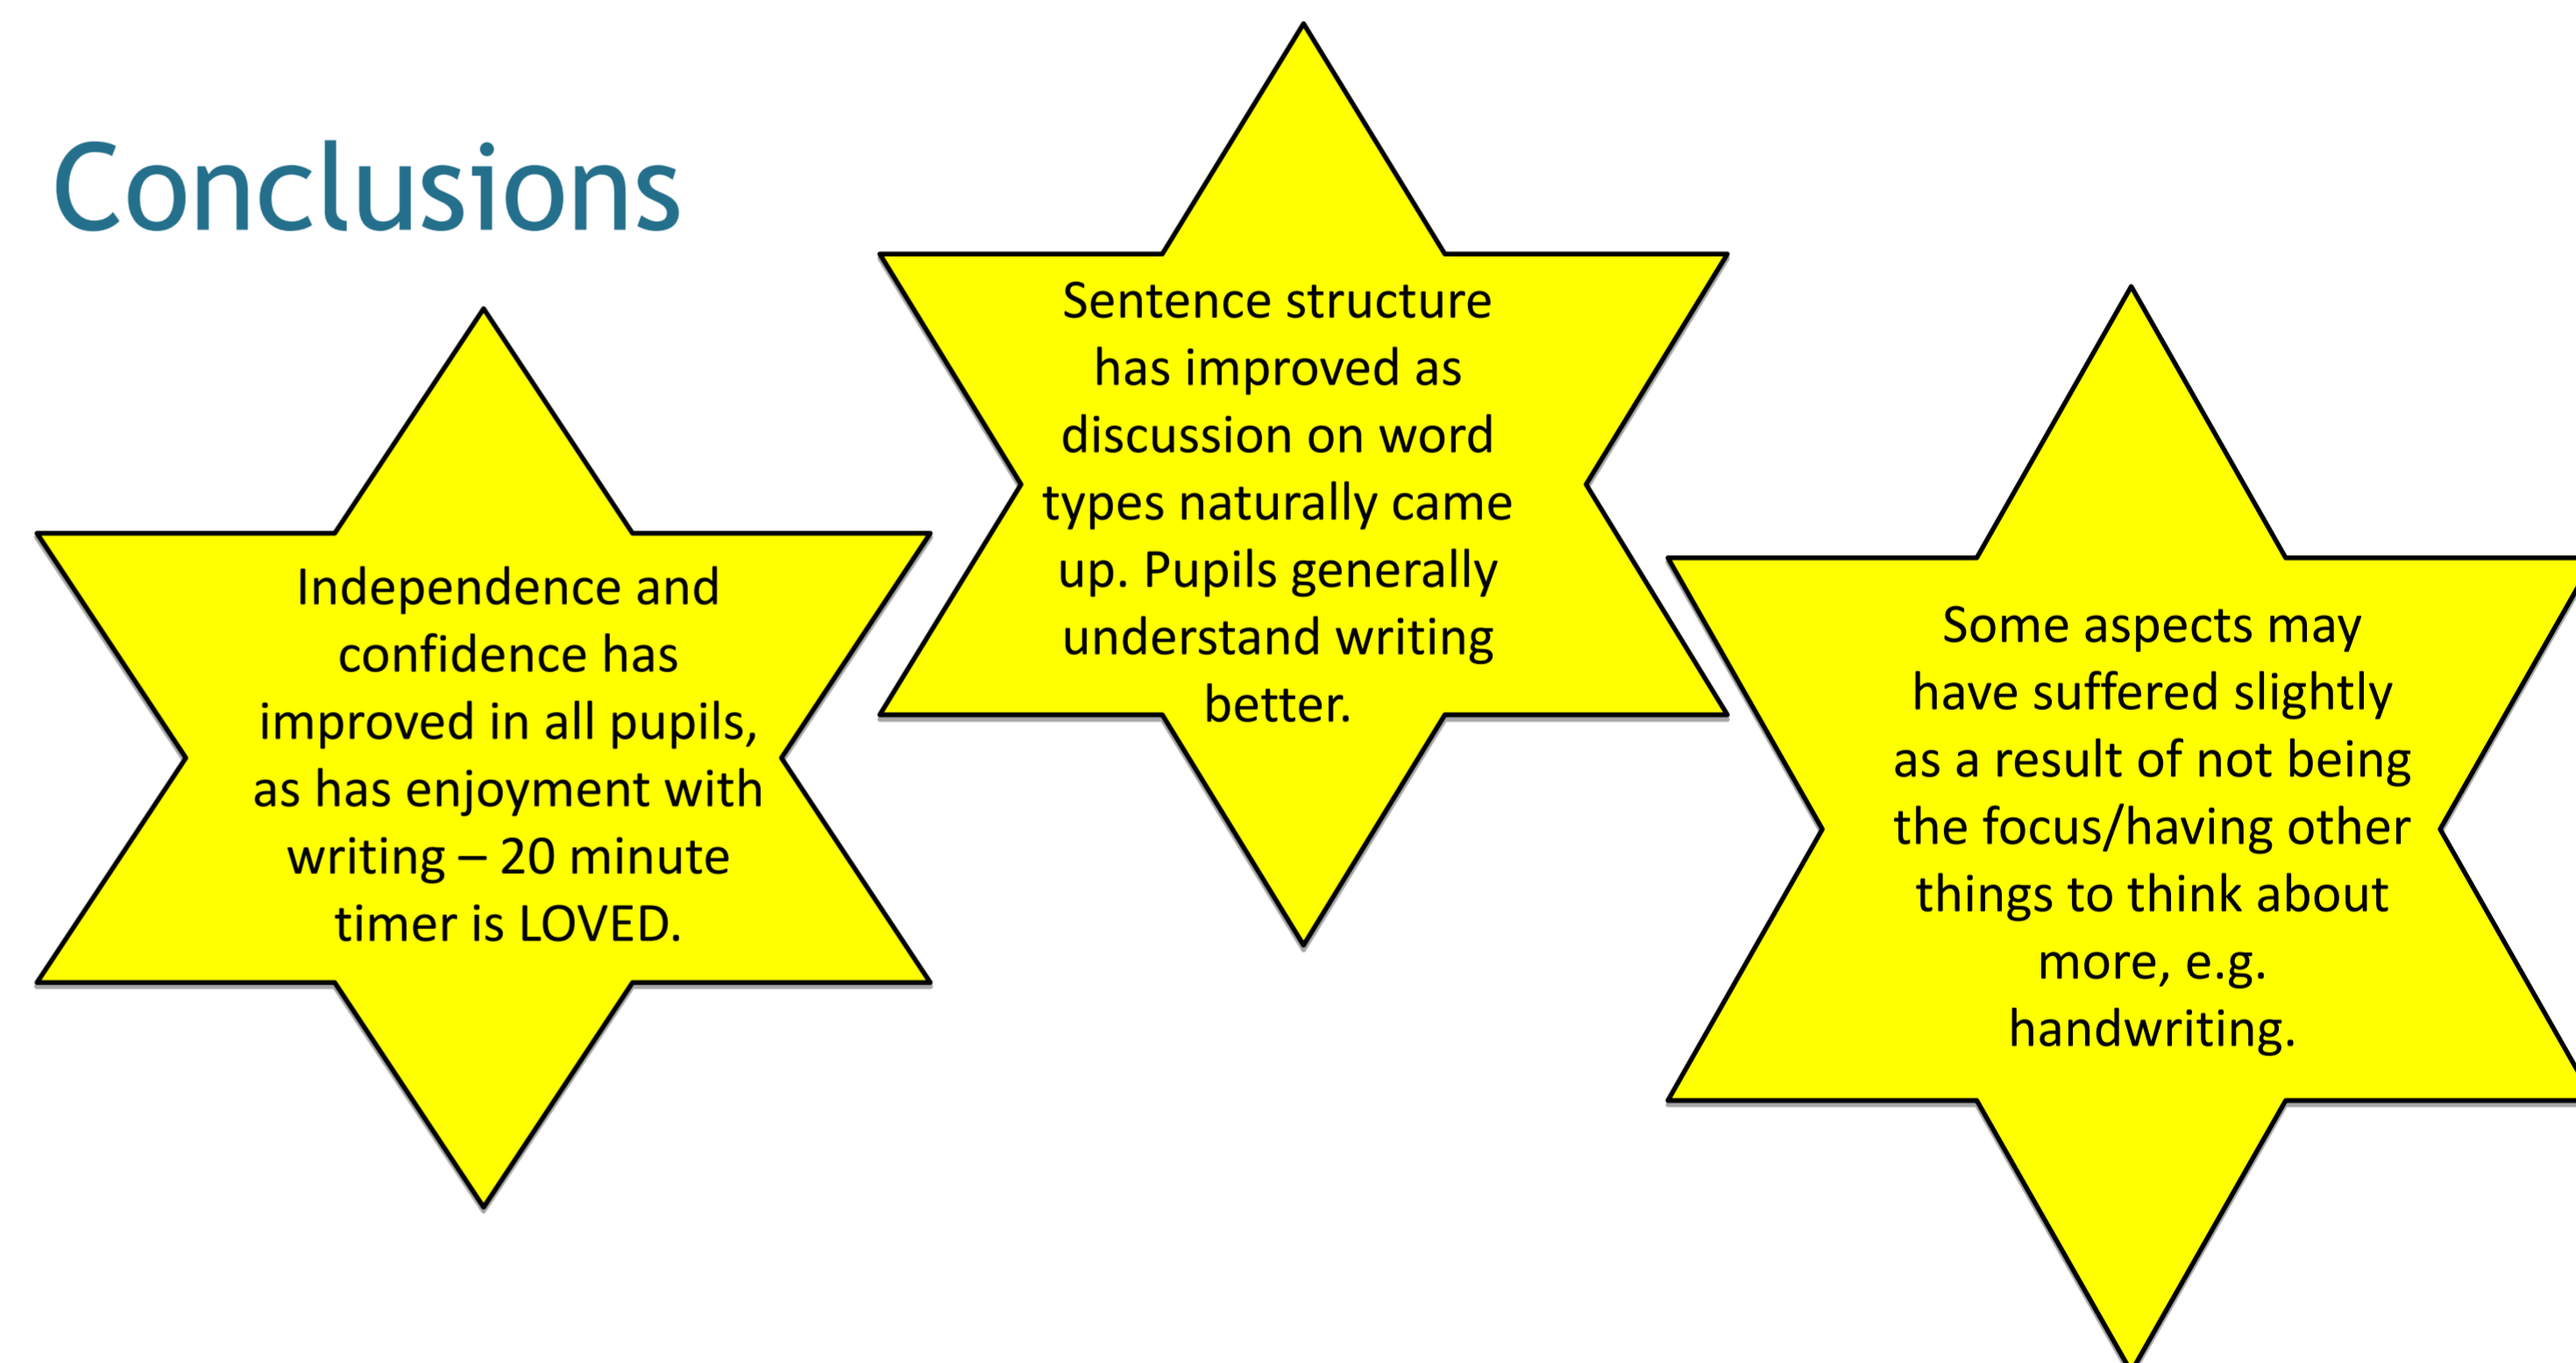 Conclusions
Independence and
confidence has
improved in all pupils,
as has enjoyment with
writing – 20 minute
timer is LOVED.
Sentence structure
has improved as
discussion on word
types naturally came
up. Pupils generally
understand writing
better.
Some aspects may
have suffered slightly
as a result of not being
the focus/having other
things to think about
more, e.g.
handwriting.